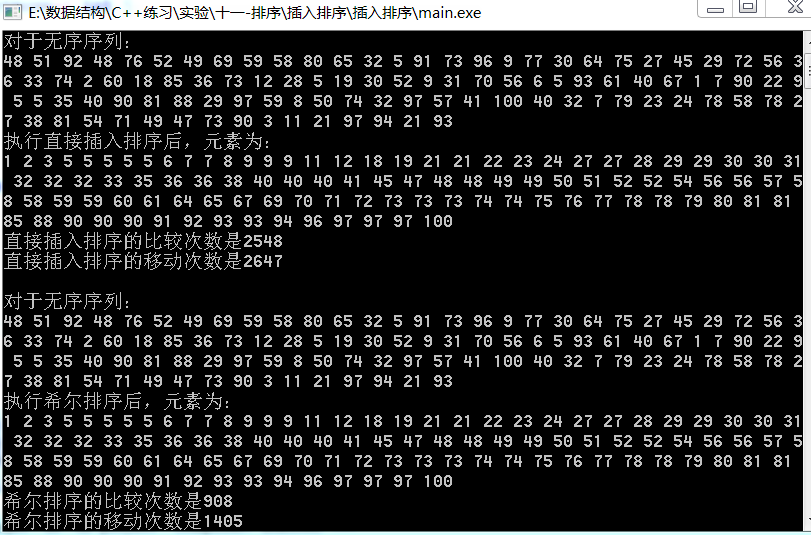 E:\数据结构\C++练习\实验\十一-排序\插入排序\插入排序\main.exe
对于无序序列:
48 51 92 48 76 52 49 69 59 58 80 65 32 5 91 73 96 9 77 30 64 75 27 45 29 72 56 3
6 33 74 2 60 18 85 36 73 12 28 5 19 30 52 9 31 70 56 6 5 93 61 40 67 1 7 90 22 9
 5 5 35 40 90 81 88 29 97 59 8 50 74 32 97 57 41 100 40 32 7 79 23 24 78 58 78 2
7 38 81 54 71 49 47 73 90 3 11 21 97 94 21 93
执行直接插入排序后，元素为:
1 2 3 5 5 5 5 5 6 7 7 8 9 9 9 11 12 18 19 21 21 22 23 24 27 27 28 29 29 30 30 31
 32 32 32 33 35 36 36 38 40 40 40 41 45 47 48 48 49 49 50 51 52 52 54 56 56 57 5
8 58 59 59 60 61 64 65 67 69 70 71 72 73 73 73 74 74 75 76 77 78 78 79 80 81 81
85 88 90 90 90 91 92 93 93 94 96 97 97 97 100
直接插入排序的比较次数是2548
直接插入排序的移动次数是2647
对于无序序列:
48 51 92 48 76 52 49 69 59 58 80 65 32 5 91 73 96 9 77 30 64 75 27 45 29 72 56 3
6 33 74 2 60 18 85 36 73 12 28 5 19 30 52 9 31 70 56 6 5 93 61 40 67 1 7 90 22 9
 5 5 35 40 90 81 88 29 97 59 8 50 74 32 97 57 41 100 40 32 7 79 23 24 78 58 78 2
7 38 81 54 71 49 47 73 90 3 11 21 97 94 21 93
执行希尔排序后，元素为:
1 2 3 5 5 5 5 5 6 7 7 8 9 9 9 11 12 18 19 21 21 22 23 24 27 27 28 29 29 30 30 31
 32 32 32 33 35 36 36 38 40 40 40 41 45 47 48 48 49 49 50 51 52 52 54 56 56 57 5
8 58 59 59 60 61 64 65 67 69 70 71 72 73 73 73 74 74 75 76 77 78 78 79 80 81 81
85 88 90 90 90 91 92 93 93 94 96 97 97 97 100
希尔排序的比较次数是908
希尔排序的移动次数是1405